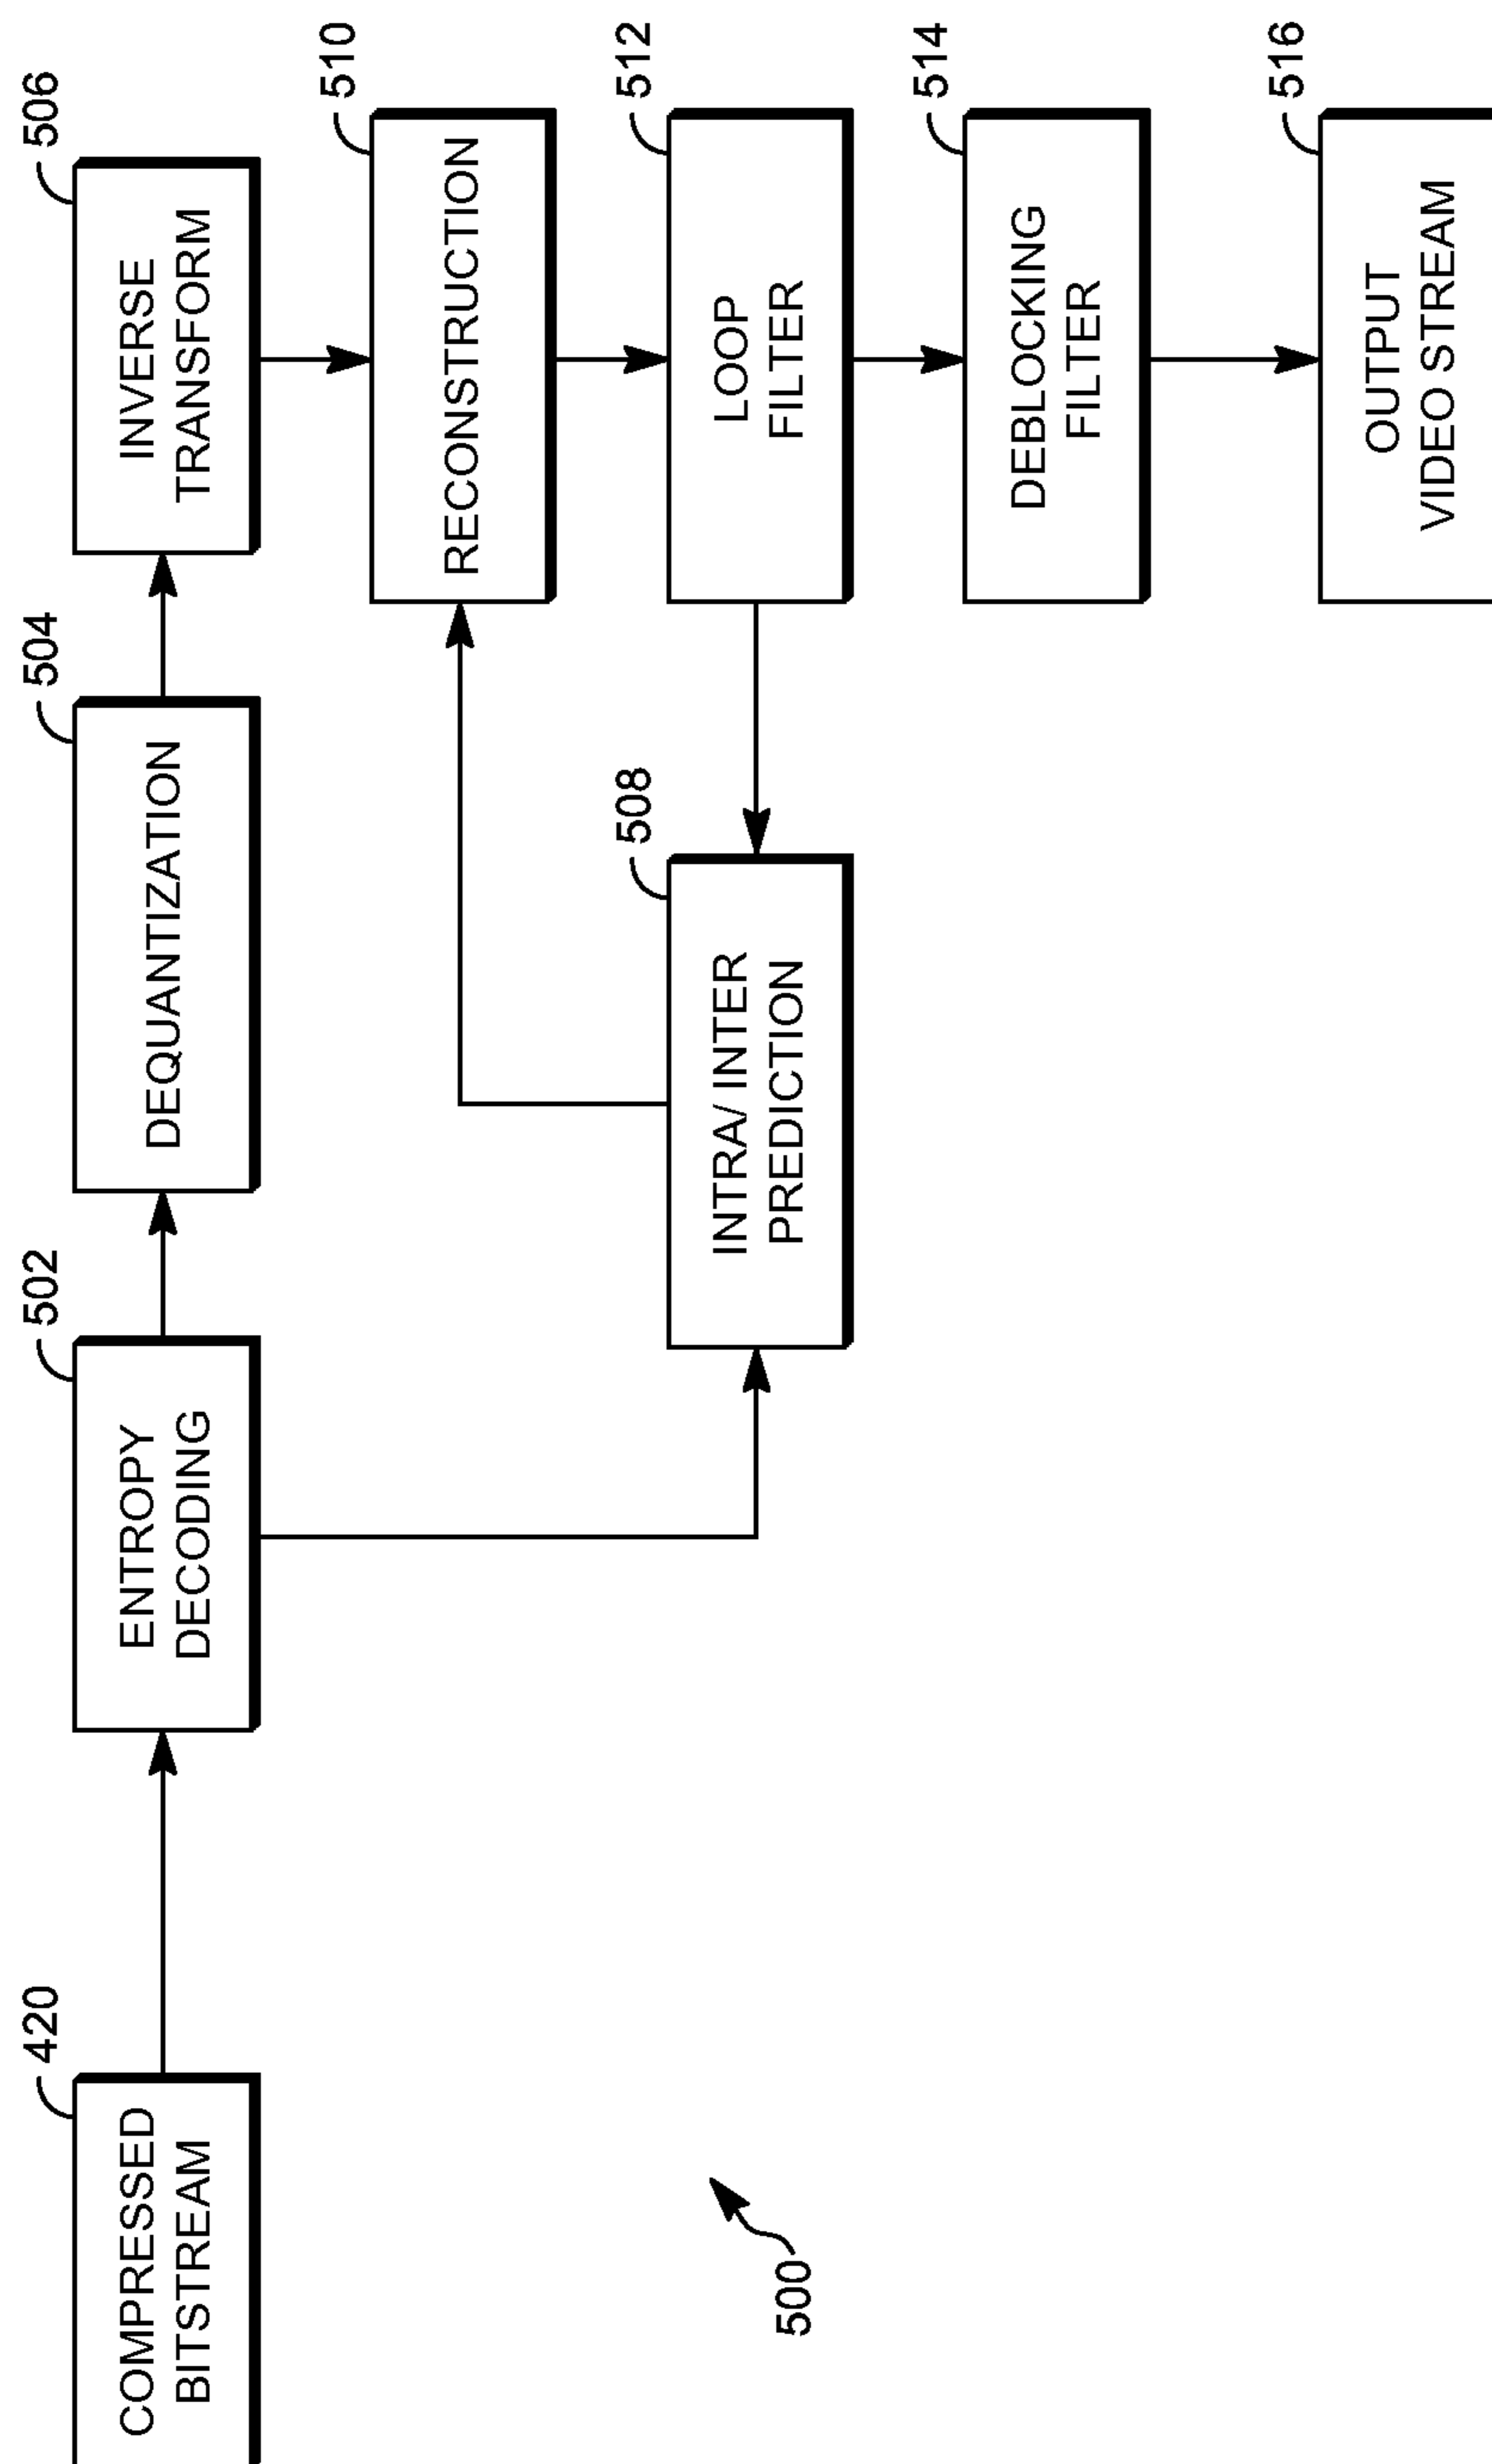 420
COMPRESSED
BITSTREAM
502
ENTROPY
DECODING
504
DEQUANTIZATION
506
INVERSE
TRANSFORM
510
RECONSTRUCTION
508
INTRA/ INTER
PREDICTION
512
LOOP
FILTER
514
DEBLOCKING
FILTER
516
OUTPUT
VIDEO STREAM
500